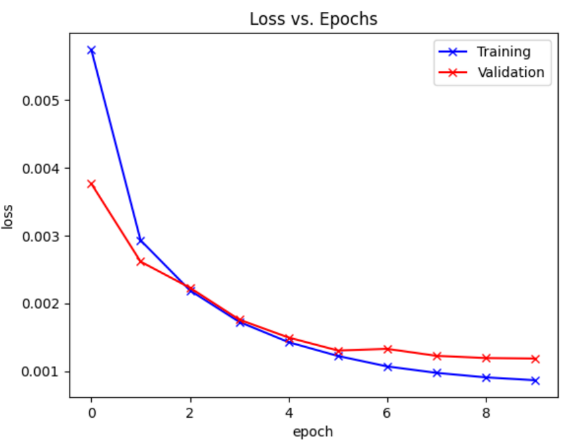 Loss vs. Epochs
Training
Validation
0.005
0.004
0.003
0.002
0.001
loss
0 2 4 6 8
epoch